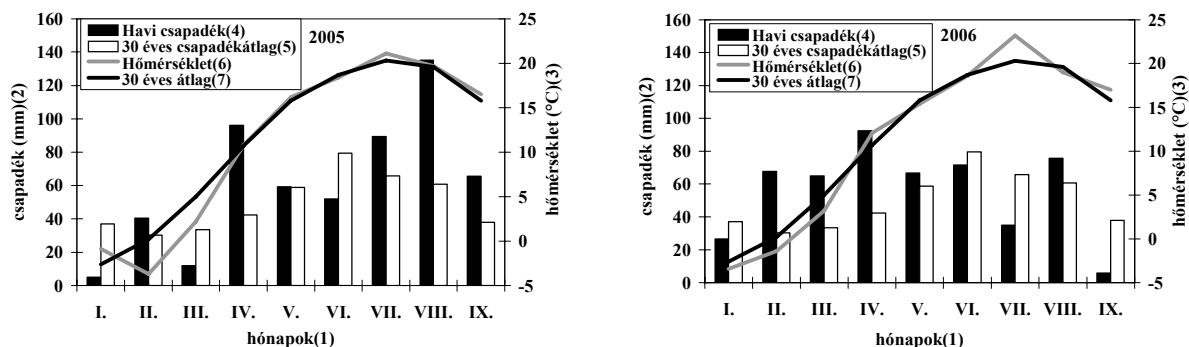 Havi csapadék(4)
30 éves csapadékátlag(5)
Hőmérséklet(6)
30 éves átlag(7)
2005
csapadék (mm)(2)
160
140
120
100
80
60
40
20
0
25
20
15
10
5
0
-5
hőmérséklet (°C)(3)
I. II. III. IV. V. VI. VII. VIII. IX.
hónapok(1)
Havi csapadék(4)
30 éves csapadékátlag(5)
Hőmérséklet(6)
30 éves átlag(7)
2006
csapadék (mm)(2)
160
140
120
100
80
60
40
20
0
25
20
15
10
5
0
-5
hőmérséklet (°C)(3)
I. II. III. IV. V. VI. VII. VIII. IX.
hónapok(1)